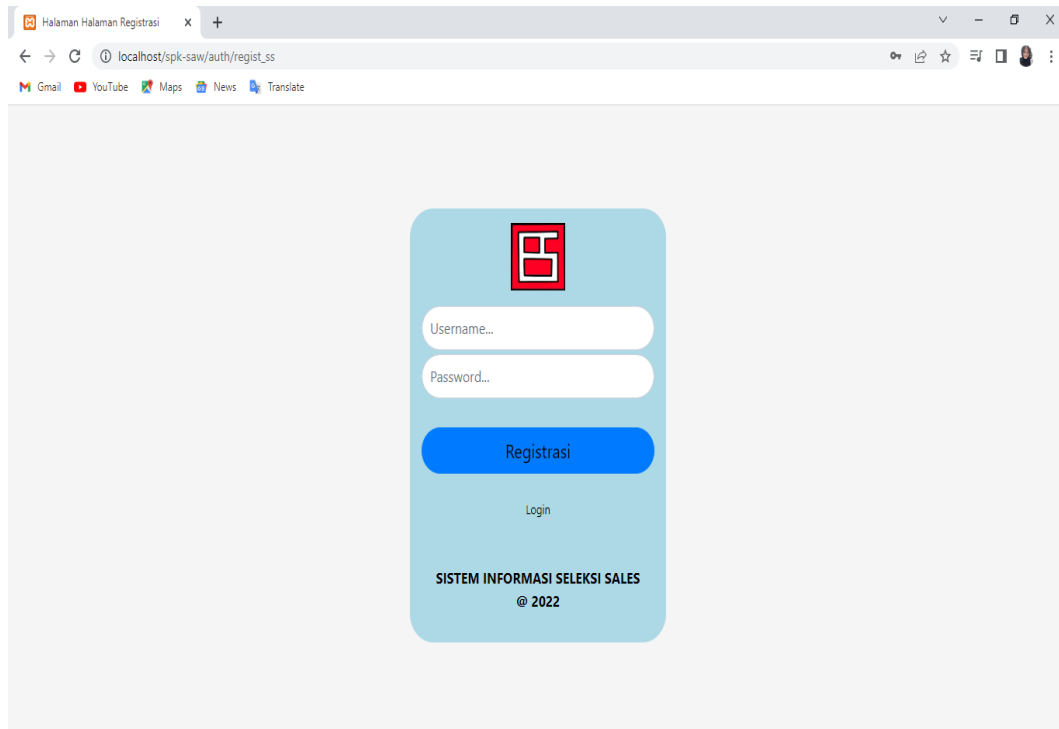 Halaman Halaman Registrasi
localhost/spk-saw/auth/regist_ss
Gmail YouTube Maps News Translate
Username...
Password...
Registrasi
Login
SISTEM INFORMASI SELEKSI SALES
@ 2022